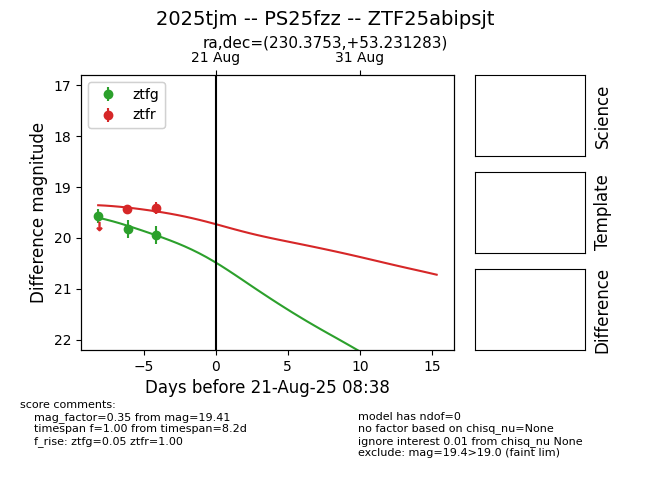 2025tjm -- PS25fzz -- ZTF25abipsjt
ra,dec=(230.3753,+53.231283)
21 Aug
31 Aug
ztfg
ztfr
17
18
19
20
21
22
Difference magnitude
−5
0
5
10
15
Days before 21-Aug-25 08:38
Science
Template
Difference
score comments:
mag_factor=0.35 from mag=19.41
timespan f=1.00 from timespan=8.2d
f_rise: ztfg=0.05 ztfr=1.00
model has ndof=0
no factor based on chisq_nu=None
ignore interest 0.01 from chisq_nu None
exclude: mag=19.4>19.0 (faint lim)